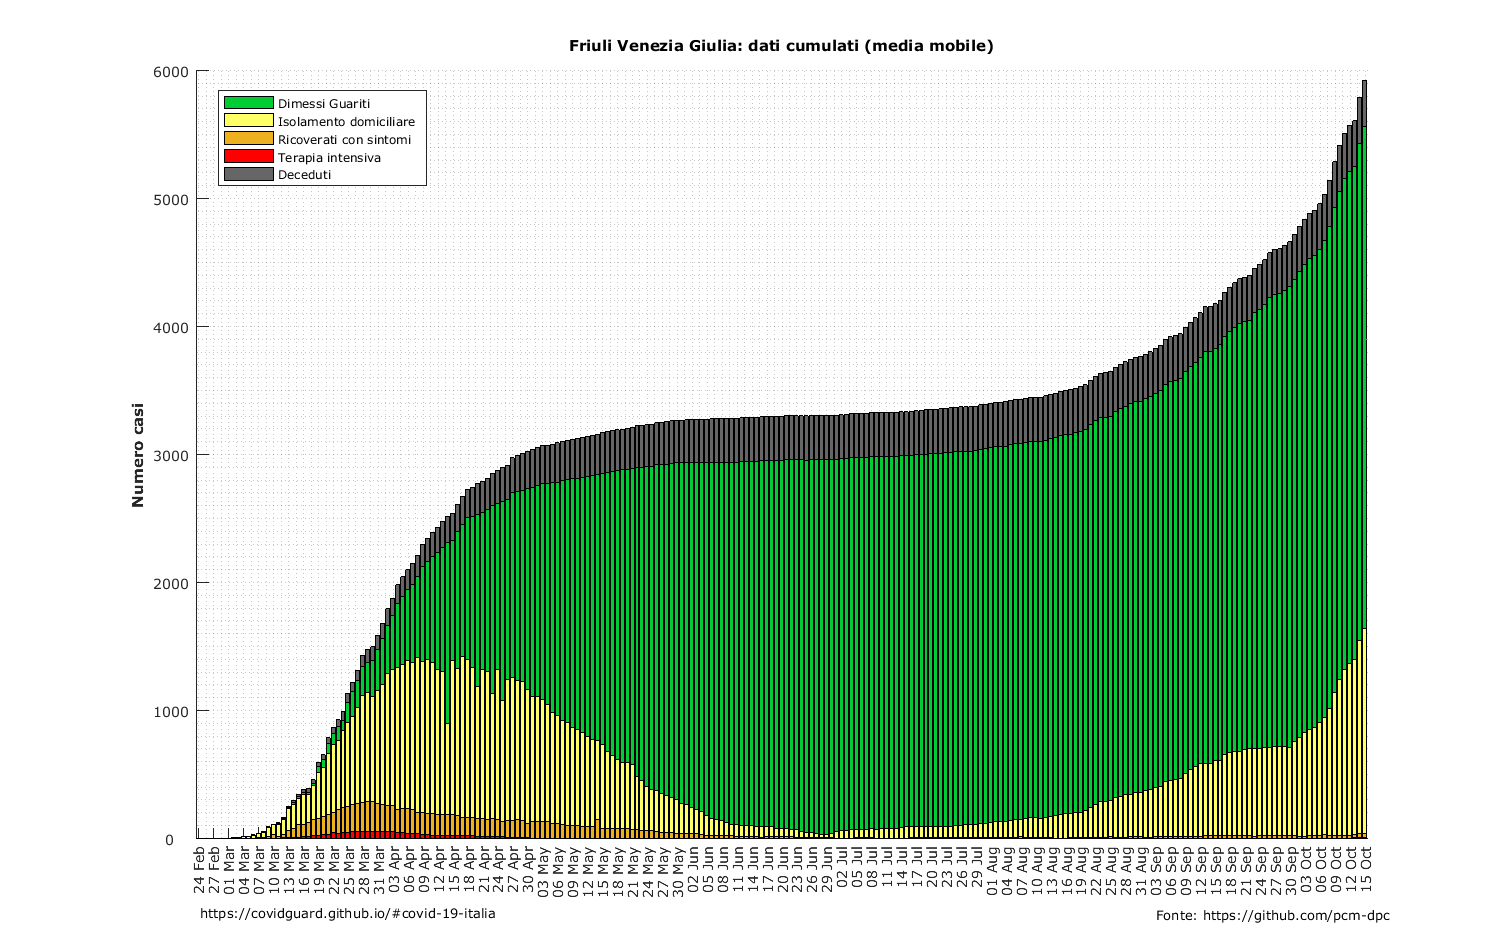 Friuli Venezia Giulia: dati cumulati (media mobile)
6000
5000
4000
3000
2000
1000
0
Numero casi
Dimessi Guariti
Isolamento domiciliare
Ricoverati con sintomi
Terapia intensiva
Deceduti
24 Feb
27 Feb
01 Mar
04 Mar
07 Mar
10 Mar
13 Mar
16 Mar
19 Mar
22 Mar
25 Mar
28 Mar
31 Mar
03 Apr
06 Apr
09 Apr
12 Apr
15 Apr
18 Apr
21 Apr
24 Apr
27 Apr
30 Apr
03 May
06 May
09 May
12 May
15 May
18 May
21 May
24 May
27 May
30 May
02 Jun
05 Jun
08 Jun
11 Jun
14 Jun
17 Jun
20 Jun
23 Jun
26 Jun
29 Jun
02 Jul
05 Jul
08 Jul
11 Jul
14 Jul
17 Jul
20 Jul
23 Jul
26 Jul
29 Jul
01 Aug
04 Aug
07 Aug
10 Aug
13 Aug
16 Aug
19 Aug
22 Aug
25 Aug
28 Aug
31 Aug
03 Sep
06 Sep
09 Sep
12 Sep
15 Sep
18 Sep
21 Sep
24 Sep
27 Sep
30 Sep
03 Oct
06 Oct
09 Oct
12 Oct
15 Oct
https://covidguard.github.io/#covid-19-italia
Fonte: https://github.com/pcm-dpc